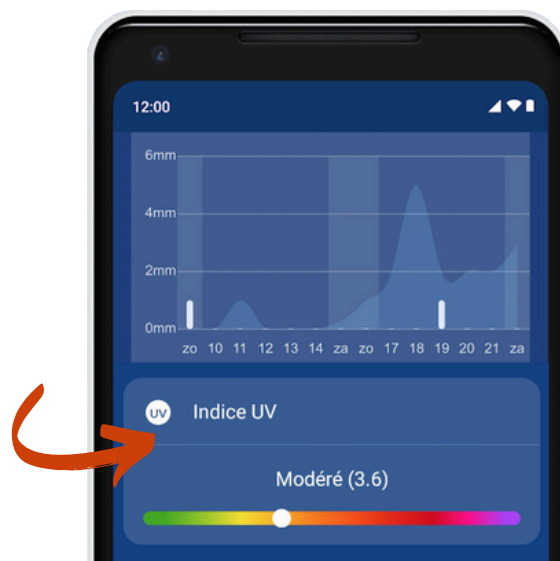 12:00
6mm
4mm
2mm
0mm
zo 10 11 12 13 14 za zo 17 18 19 20 21 za
UV Indice UV
Modéré (3.6)